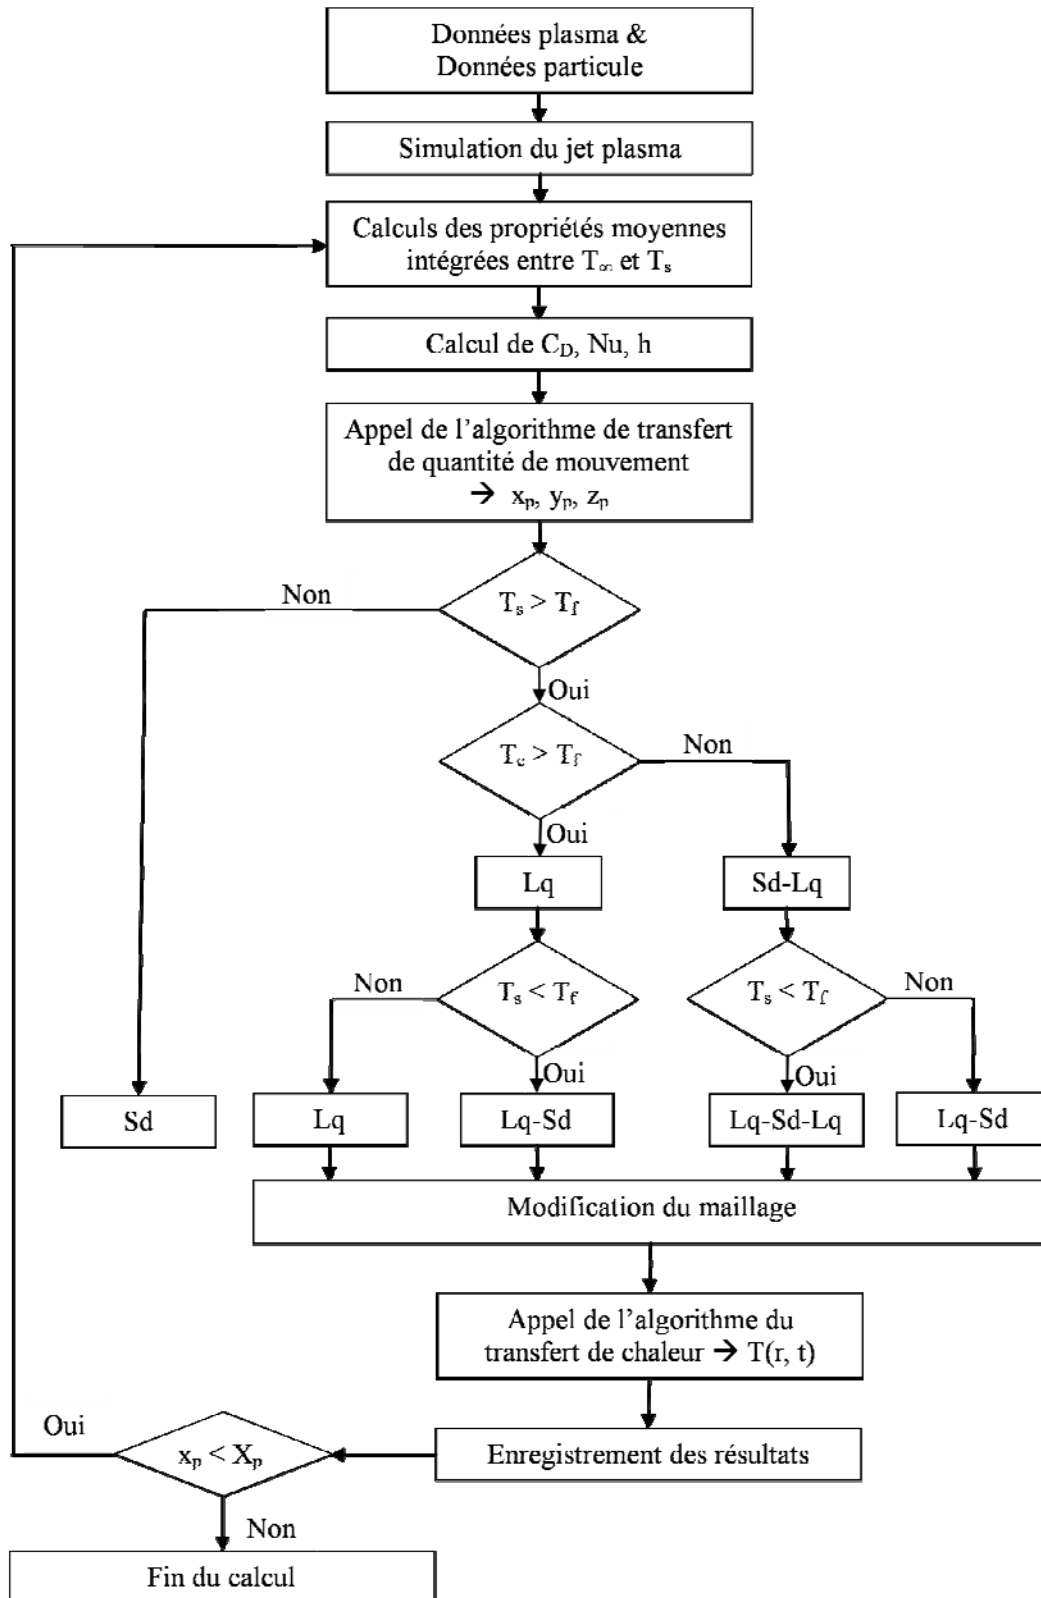 Données plasma &
Données particule
Simulation du jet plasma
Calculs des propriétés moyennes
intégrées entre T∞ et Ts
Calcul de CD, Nu, h
Appel de l'algorithme de transfert
de quantité de mouvement
→ xp, yp, zp
Non
Ts > Tf
Oui
Tc > Tf
Non
Oui
Lq
Sd-Lq
Non
Ts < Tf
Ts < Tf
Non
Oui
Oui
Sd
Lq
Lq-Sd
Lq-Sd-Lq
Lq-Sd
Modification du maillage
Appel de l'algorithme du
transfert de chaleur → T(r, t)
Oui
xp < Xp
Enregistrement des résultats
Non
Fin du calcul